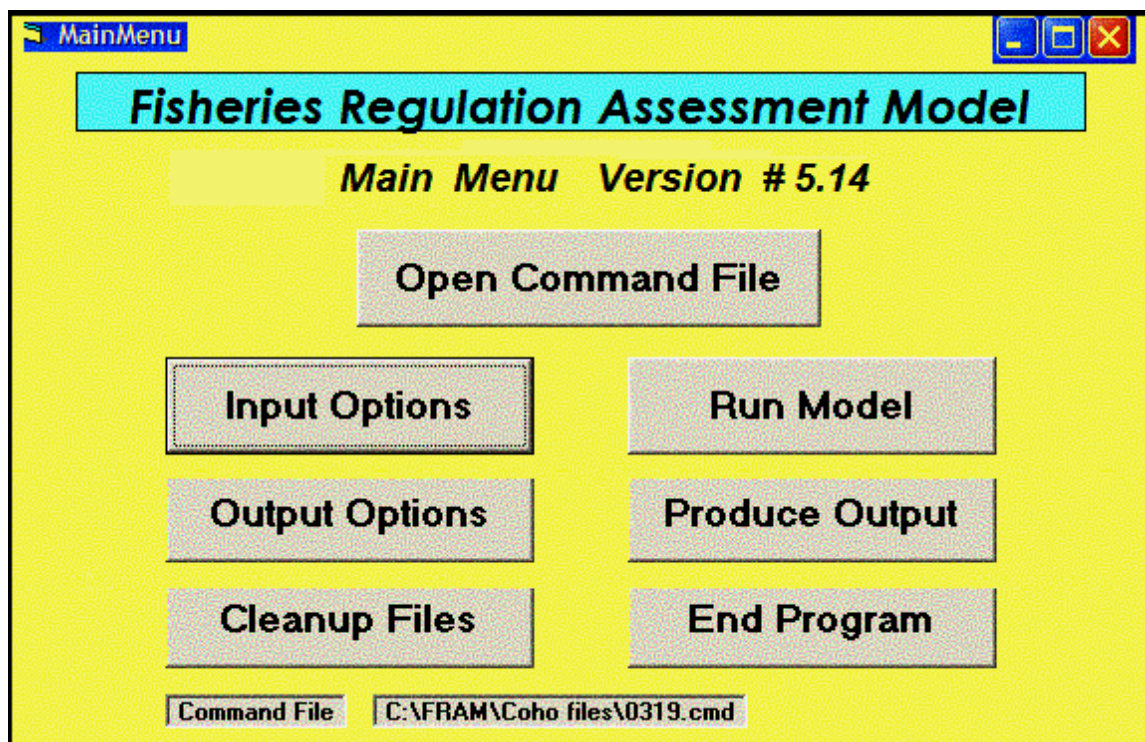 MainMenu
Fisheries Regulation Assessment Model
Main Menu Version # 5.14
Open Command File
Input Options
Run Model
Output Options
Produce Output
Cleanup Files
End Program
Command File C:\FRAM\Coho files\0319.cmd